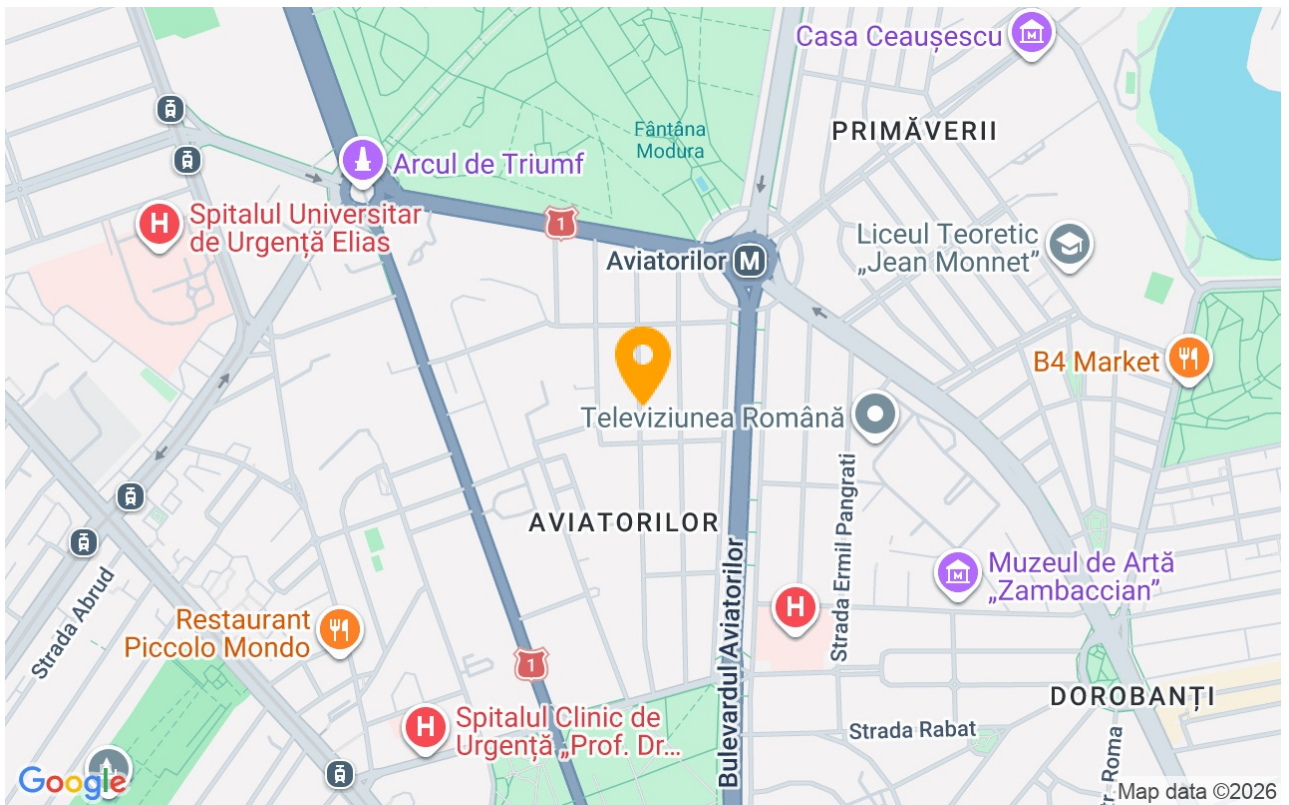 Casa Ceaușescu
Fântâna
Modura
PRIMĂVERII
Arcul de Triumf
Spitalul Universitar
de Urgență Elias
1
Aviatorilor
M
Liceul Teoretic
„Jean Monnet”
B4 Market
Televiziunea Română
AVIATORILOR
Strada Ermil Pangrati
Bulevardul Aviatorilor
Muzeul de Artă
„Zambaccian”
Strada Abrud
Restaurant
Piccolo Mondo
1
DOROBANȚI
Spitalul Clinic de
Urgență „Prof. Dr...
Strada Rabat
r. Roma
Google
Map data ©2026